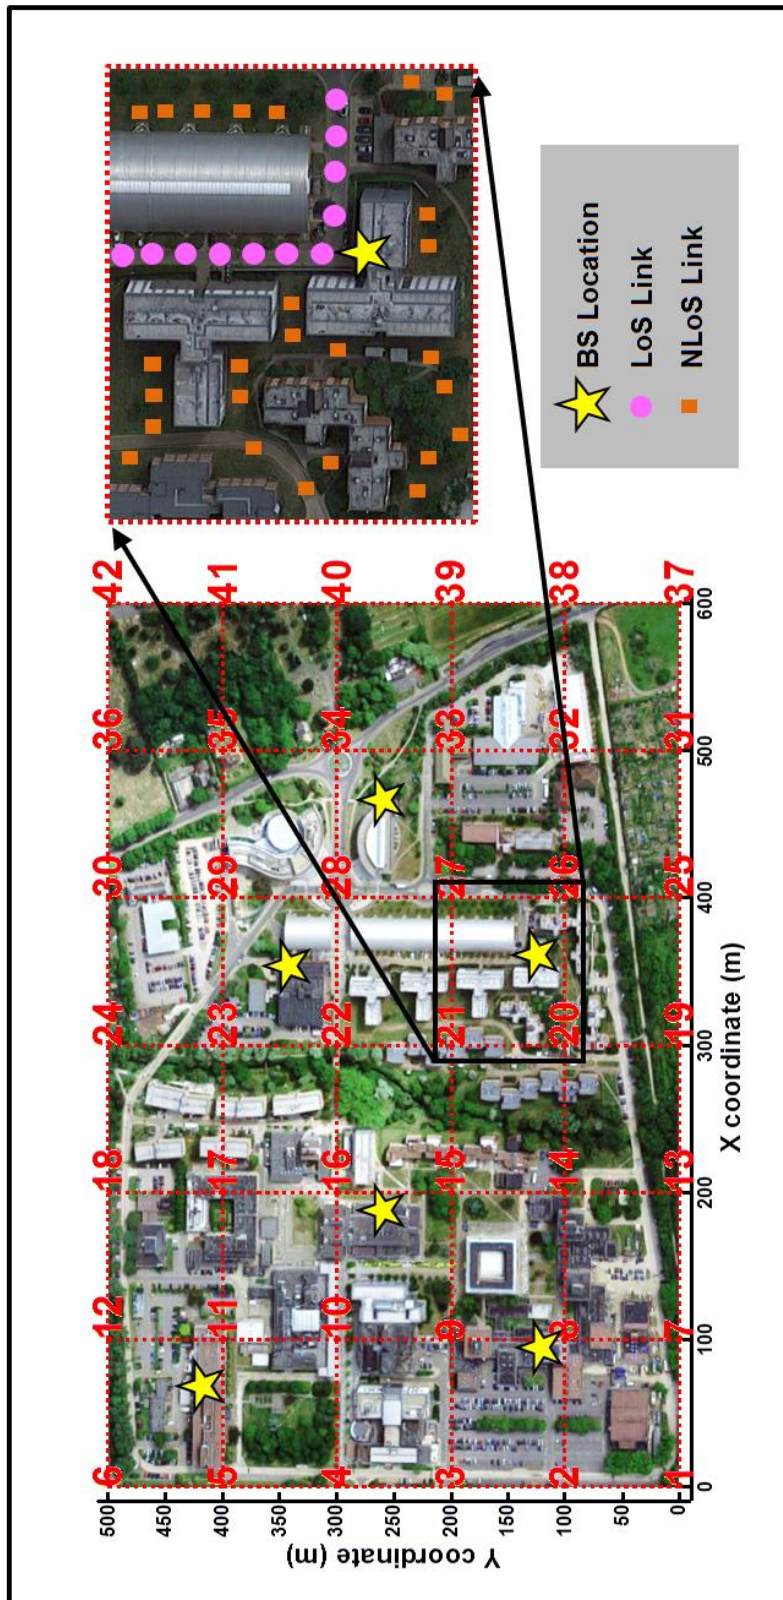 BS Location
LoS Link
NLoS Link
6 12 18 24 30 36 42
5 11 17 23 29 35 41
4 10 16 22 28 34 40
3 9 15 21 27 33 39
2 8 14 20 26 32 38
1 7 13 19 25 31 37
500
450
400
350
300
250
200
150
100
50
0
Y coordinate (m)
0 100 200 300 400 500 600
X coordinate (m)